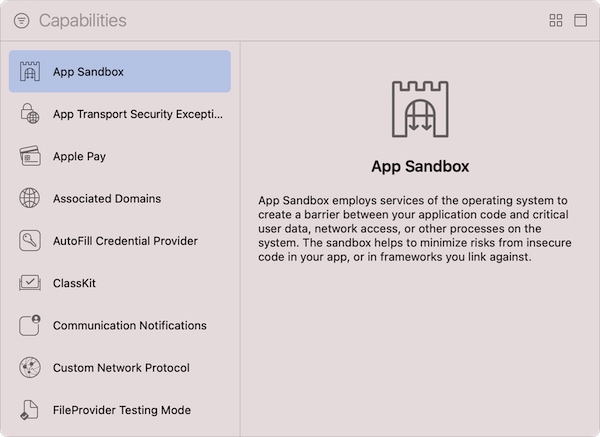 Capabilities
App Sandbox
App Transport Security Excepti...
Apple Pay
Associated Domains
AutoFill Credential Provider
ClassKit
Communication Notifications
Custom Network Protocol
FileProvider Testing Mode
App Sandbox
App Sandbox employs services of the operating system to
create a barrier between your application code and critical
user data, network access, or other processes on the
system. The sandbox helps to minimize risks from insecure
code in your app, or in frameworks you link against.